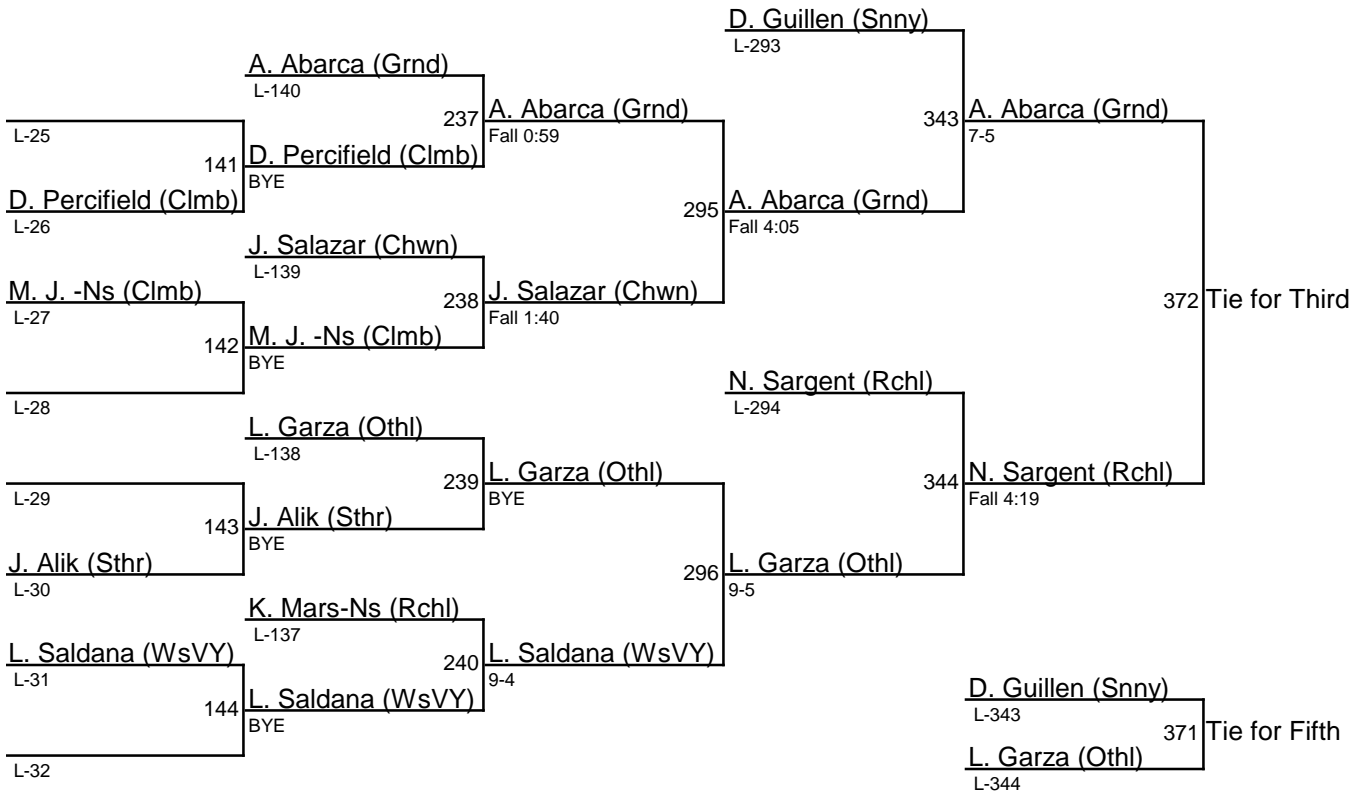 D. Guillen (Snny)
L-293
A. Abarca (Grnd)
L-140
237 A. Abarca (Grnd)
Fall 0:59
343 A. Abarca (Grnd)
7-5
L-25
141 D. Percifield (Clmb)
BYE
D. Percifield (Clmb)
L-26
295 A. Abarca (Grnd)
Fall 4:05
J. Salazar (Chwn)
L-139
M. J. -Ns (Clmb)
L-27
238 J. Salazar (Chwn)
Fall 1:40
372 Tie for Third
142 M. J. -Ns (Clmb)
BYE
L-28
N. Sargent (Rchl)
L-294
L. Garza (Othl)
L-138
L-29
239 L. Garza (Othl)
BYE
344 N. Sargent (Rchl)
Fall 4:19
143 J. Alik (Sthr)
BYE
J. Alik (Sthr)
L-30
296 L. Garza (Othl)
9-5
K. Mars-Ns (Rchl)
L-137
L. Saldana (WsVY)
L-31
240 L. Saldana (WsVY)
9-4
144 L. Saldana (WsVY)
BYE
D. Guillen (Snny)
L-343
371 Tie for Fifth
L-32
L. Garza (Othl)
L-344